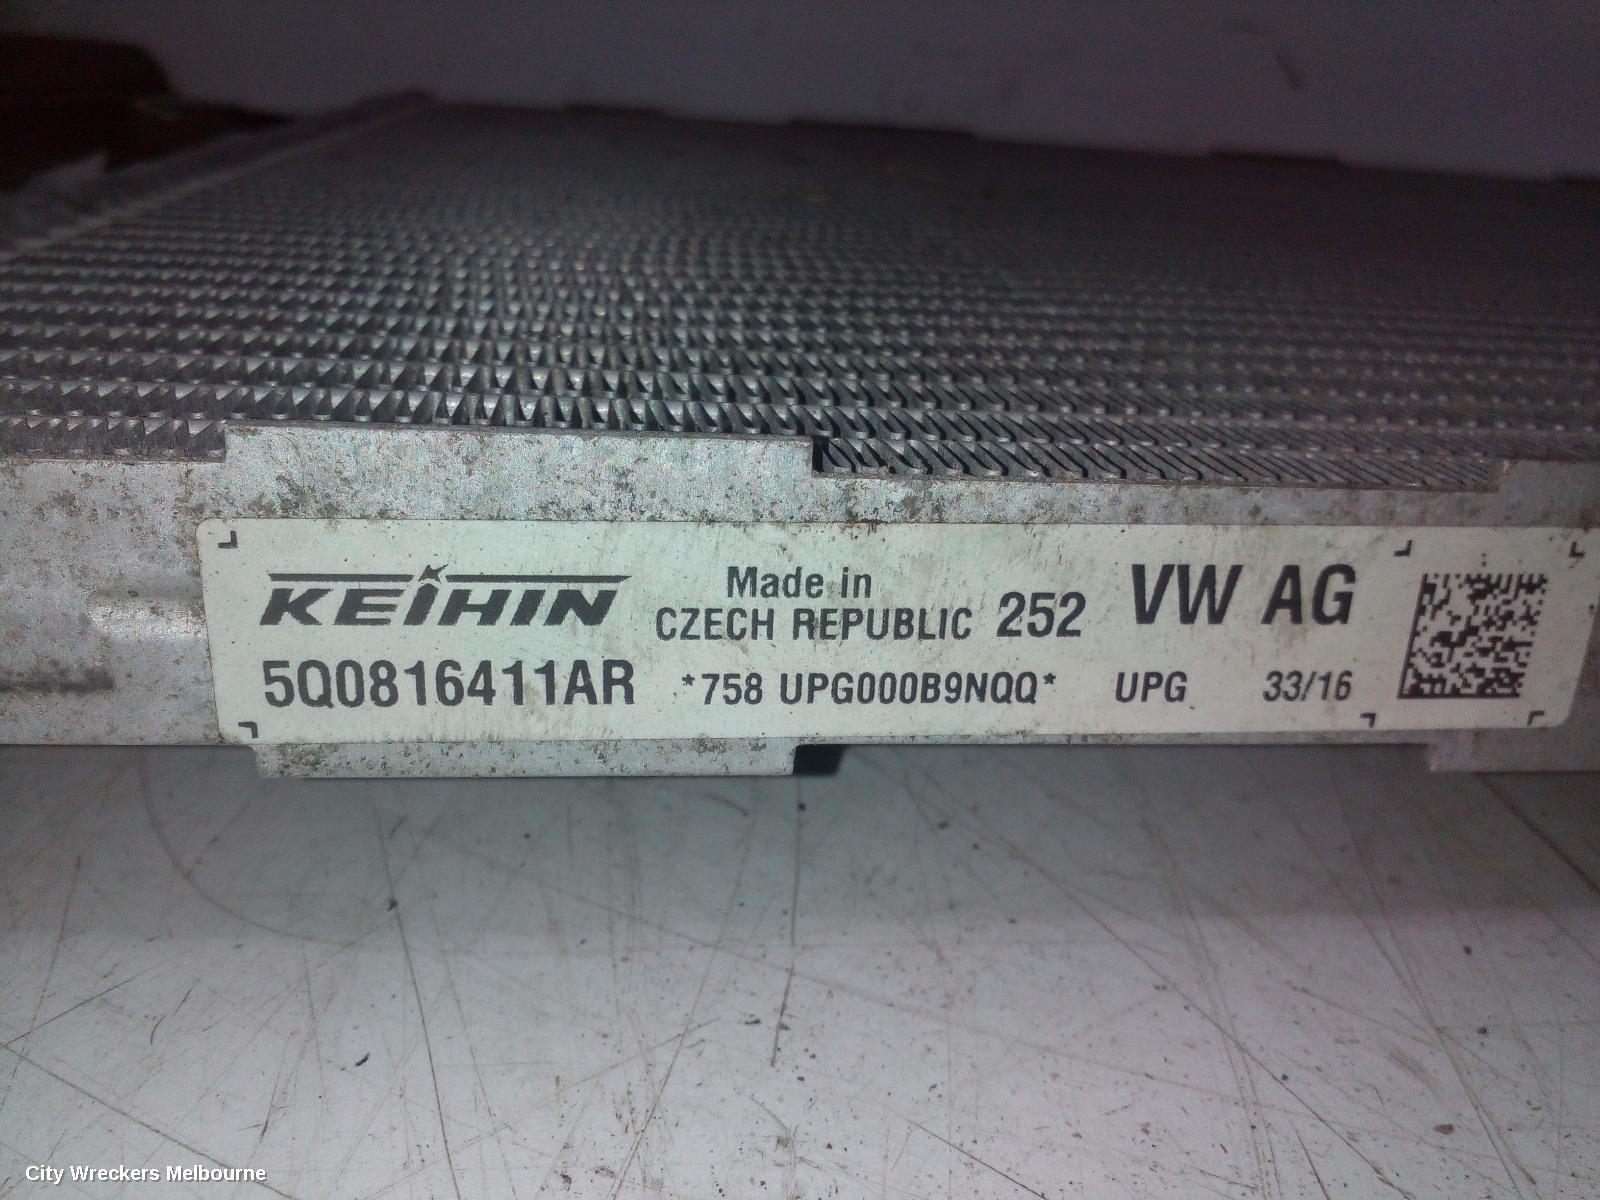 KEIHIN
Made in
CZECH REPUBLIC 252 VW AG
5Q0816411AR *758 UPG000B9NQQ* UPG 33/16
City Wreckers Melbourne